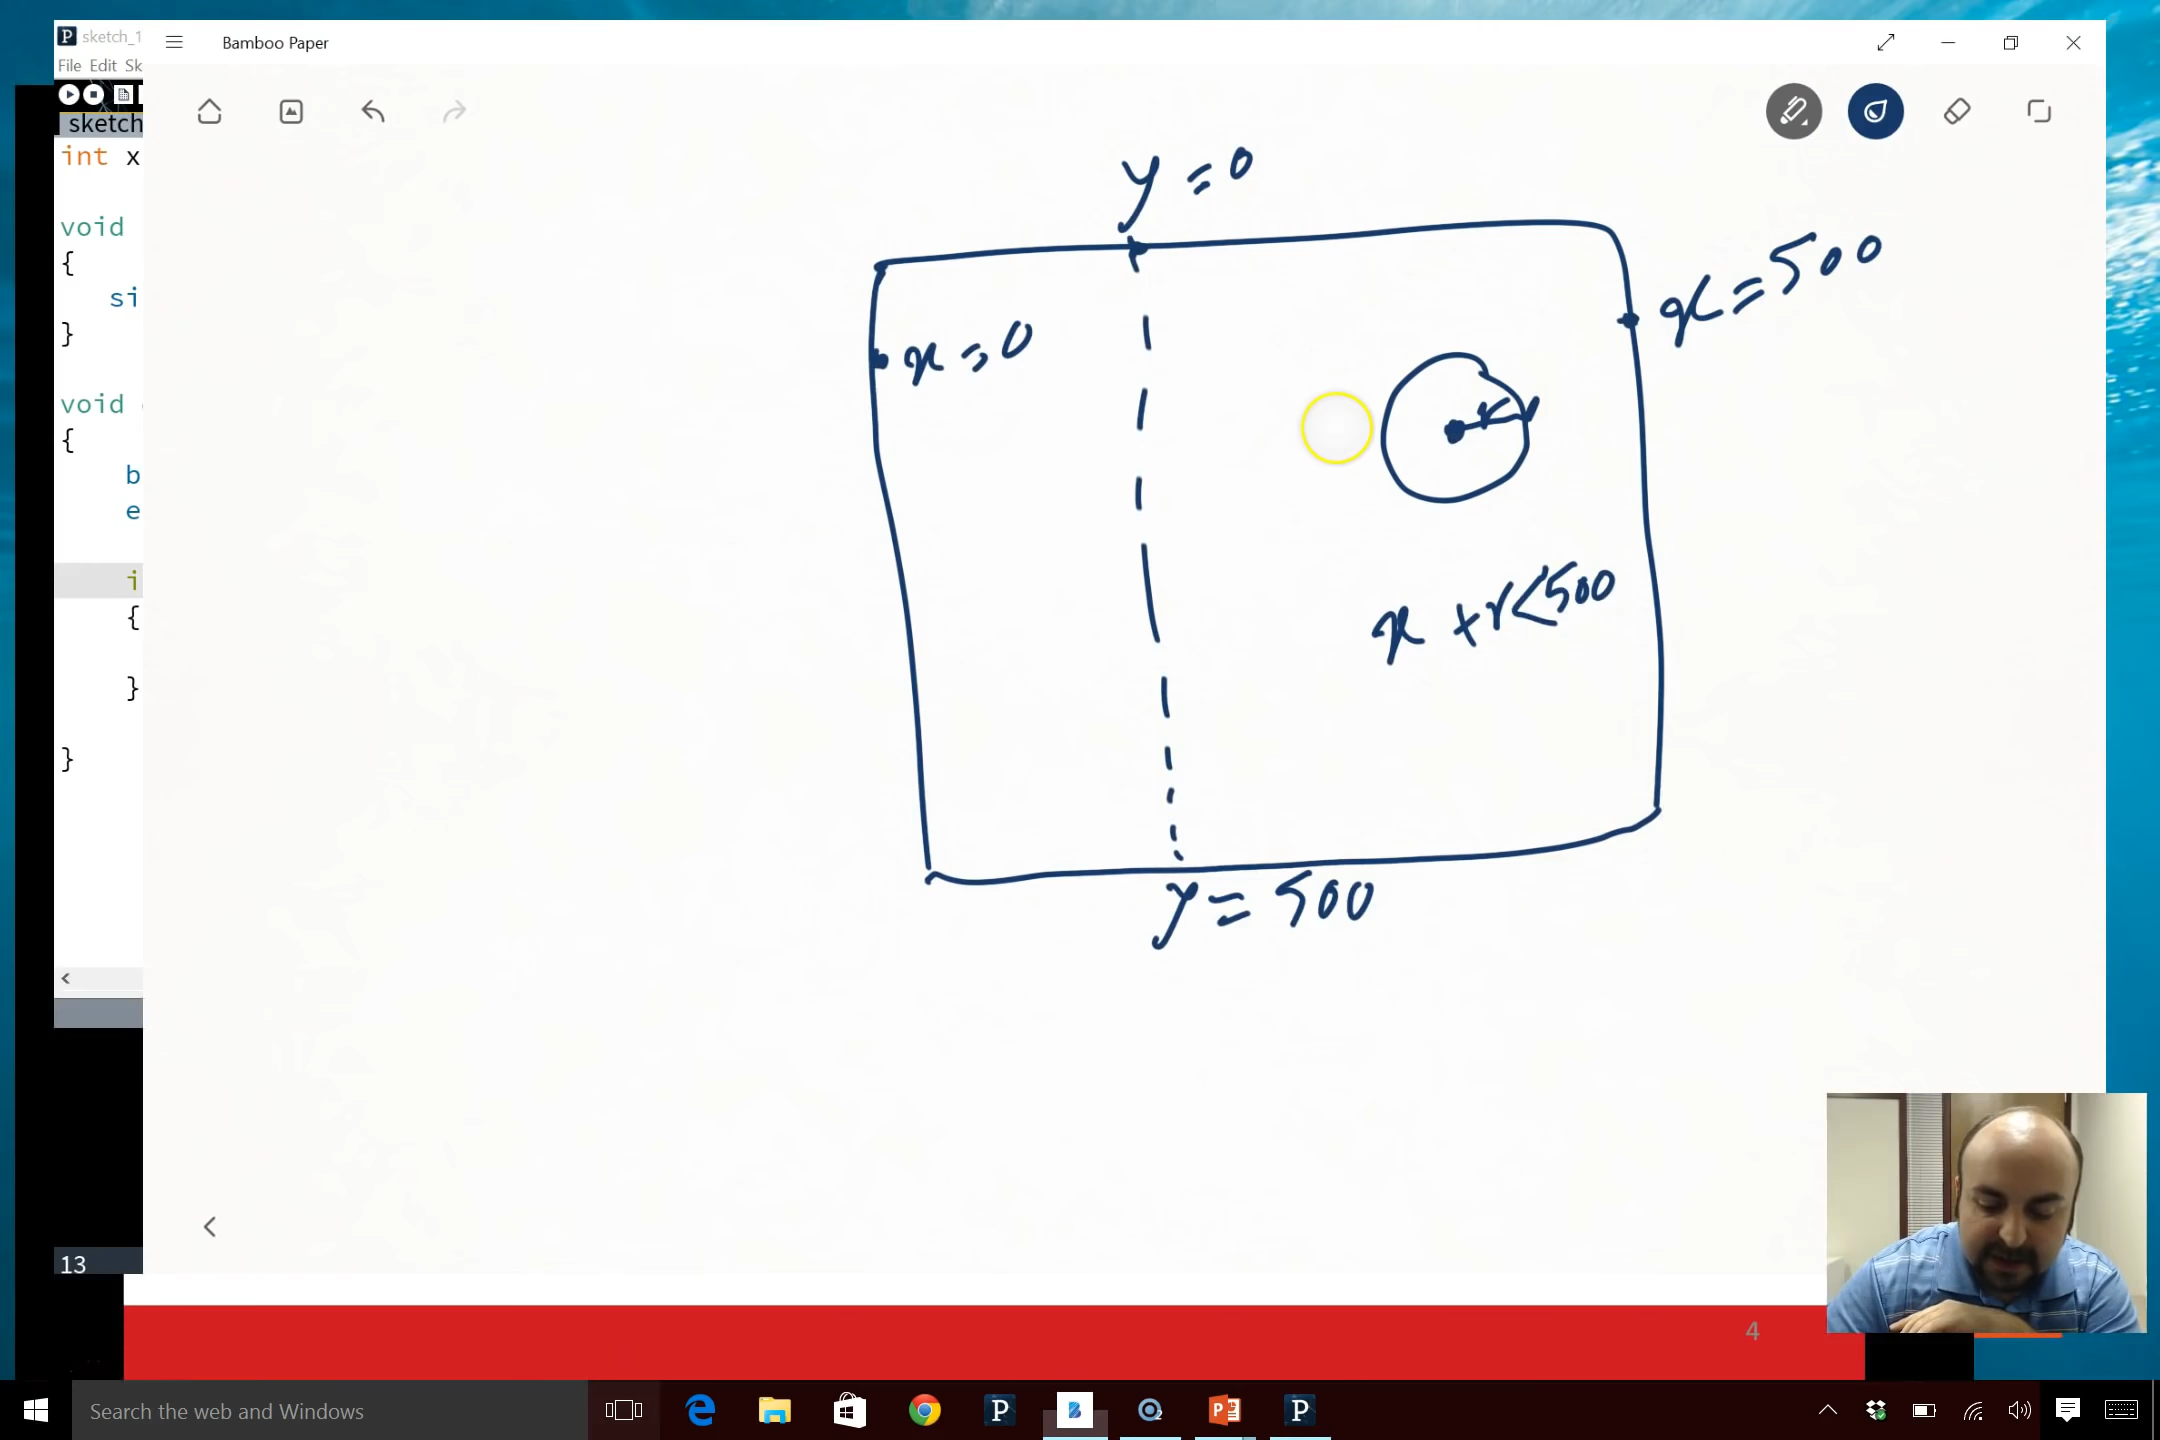 sketch_1
Bamboo Paper
File Edit Sk
sketch
int x
void
{
si
}
void
{
b
e
i
{
}
}
y = 0
x = 500
x = 0
r
x + r < 500
y = 500
13
4
Search the web and Windows